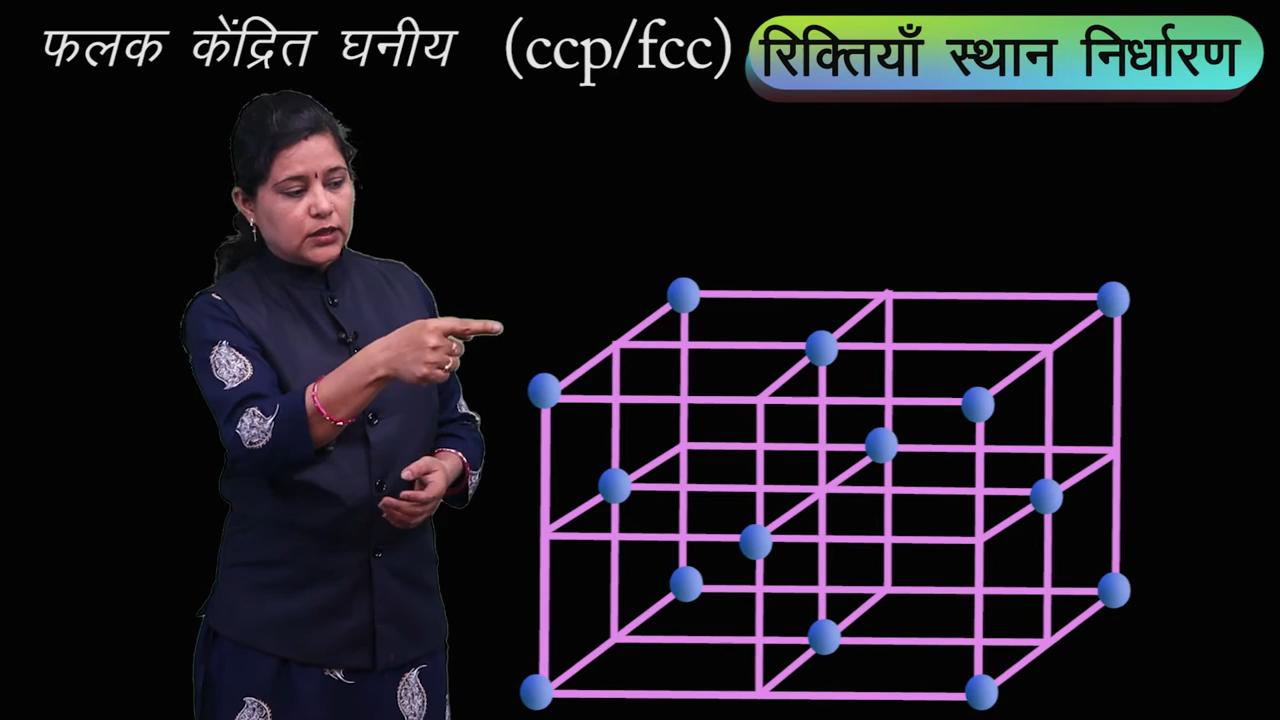 फलक केंद्रित घनीय (ccp/fcc) रिक्तियाँ स्थान निर्धारण